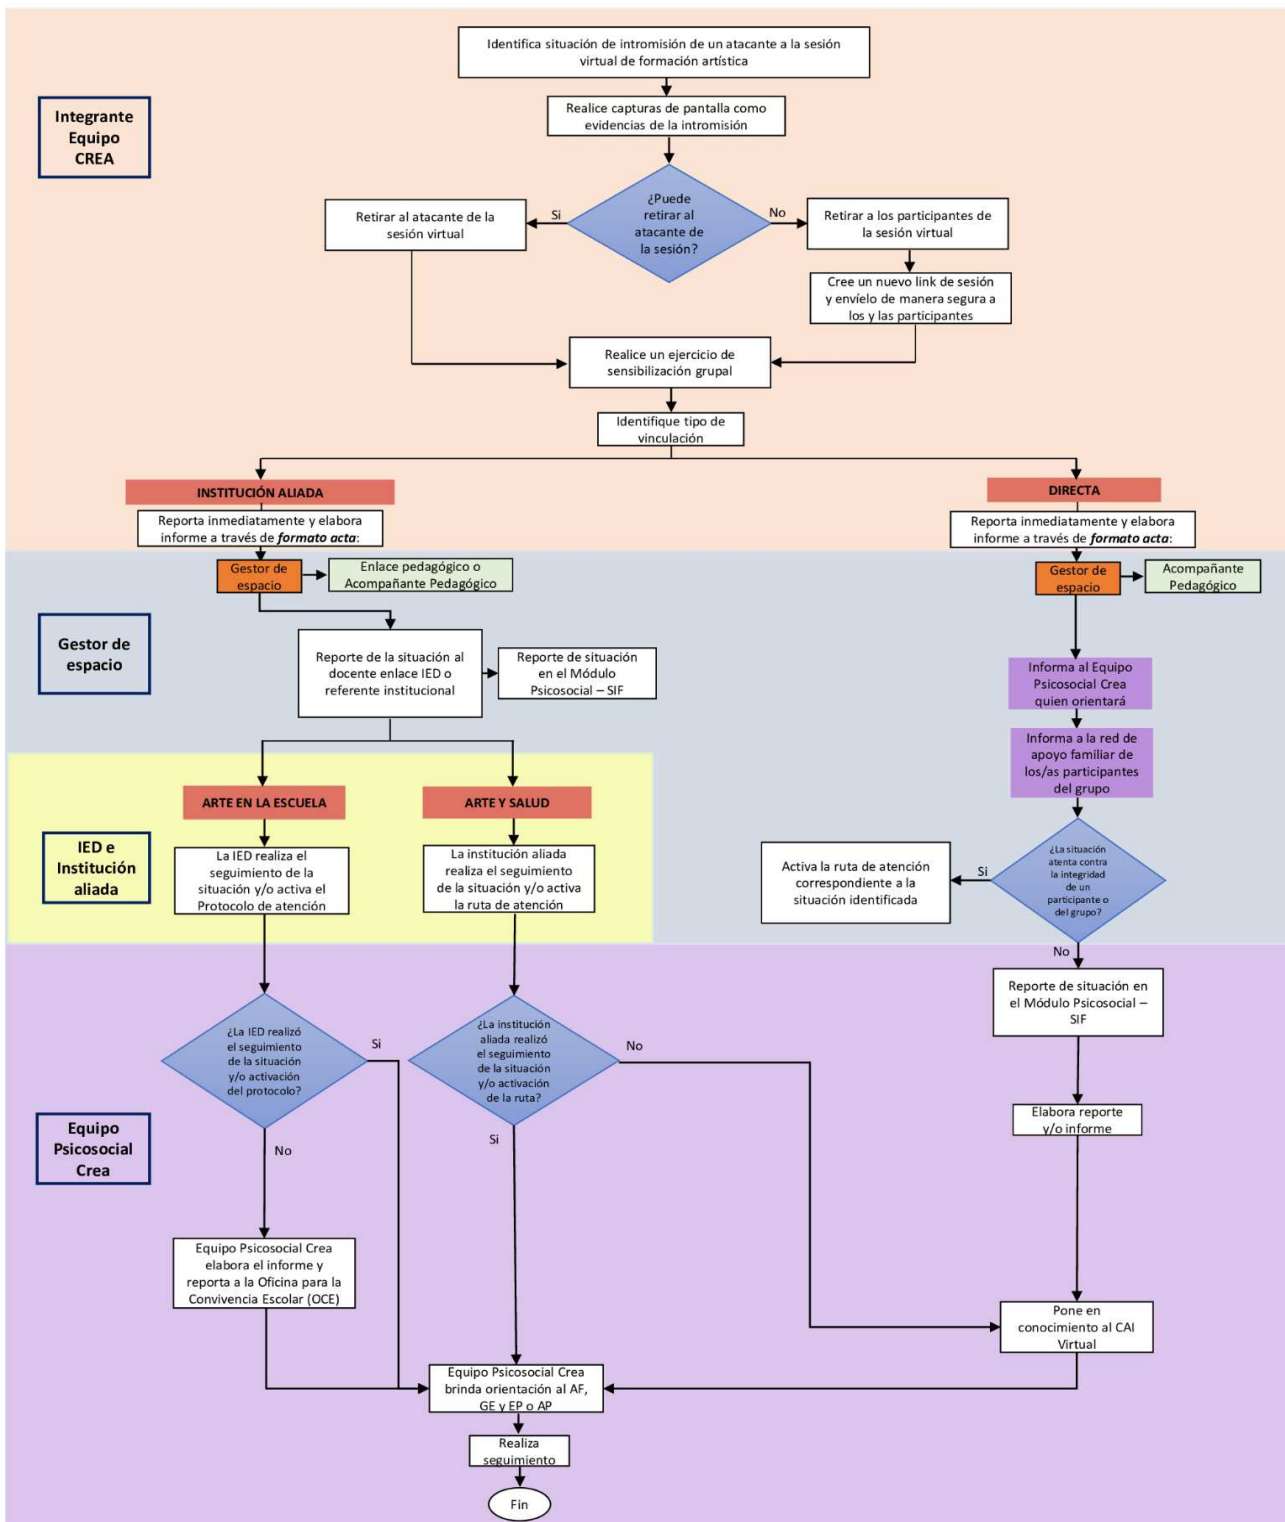 Identifica situación de intromisión de un atacante a la sesión
virtual de formación artística
Integrante
Equipo
CREA
Realice capturas de pantalla como
evidencias de la intromisión
¿Puede
retirar al
atacante de
la sesión?
Si
No
Retirar al atacante de la
sesión virtual
Retirar a los participantes de
la sesión virtual
Cree un nuevo link de sesión
y envíelo de manera segura a
los y las participantes
Realice un ejercicio de
sensibilización grupal
Identifique tipo de
vinculación
INSTITUCIÓN ALIADA
DIRECTA
Reporta inmediatamente y elabora
informe a través de formato acta:
Reporta inmediatamente y elabora
informe a través de formato acta:
Gestor de
espacio
Gestor de
espacio
Enlace pedagógico o
Acompañante Pedagógico
Gestor de
espacio
Acompañante
Pedagógico
Reporte de la situación al
docente enlace IED o
referente institucional
Reporte de situación
en el Módulo
Psicosocial – SIF
Informa al Equipo
Psicosocial Crea
quien orientará
Informa a la red de
apoyo familiar de
los/as participantes
del grupo
IED e
Institución
aliada
ARTE EN LA ESCUELA
ARTE Y SALUD
La IED realiza el
seguimiento de la
situación y/o activa el
Protocolo de atención
La institución aliada
realiza el seguimiento
de la situación y/o activa
la ruta de atención
Activa la ruta de atención
correspondiente a la
situación identificada
Si
¿La situación
atenta contra
la integridad
de un
participante o
del grupo?
No
Reporte de situación en
el Módulo Psicosocial –
SIF
Equipo
Psicosocial
Crea
¿La IED realizó
el seguimiento
de la situación
y/o activación
del protocolo?
Si
No
¿La institución
aliada realizó
el seguimiento
de la situación
y/o activación
de la ruta?
No
Si
Elabora reporte
y/o informe
Equipo Psicosocial Crea
elabora el informe y
reporta a la Oficina para la
Convivencia Escolar (OCE)
Pone en
conocimiento al CAI
Virtual
Equipo Psicosocial Crea
brinda orientación al AF,
GE y EP o AP
Realiza
seguimiento
Fin